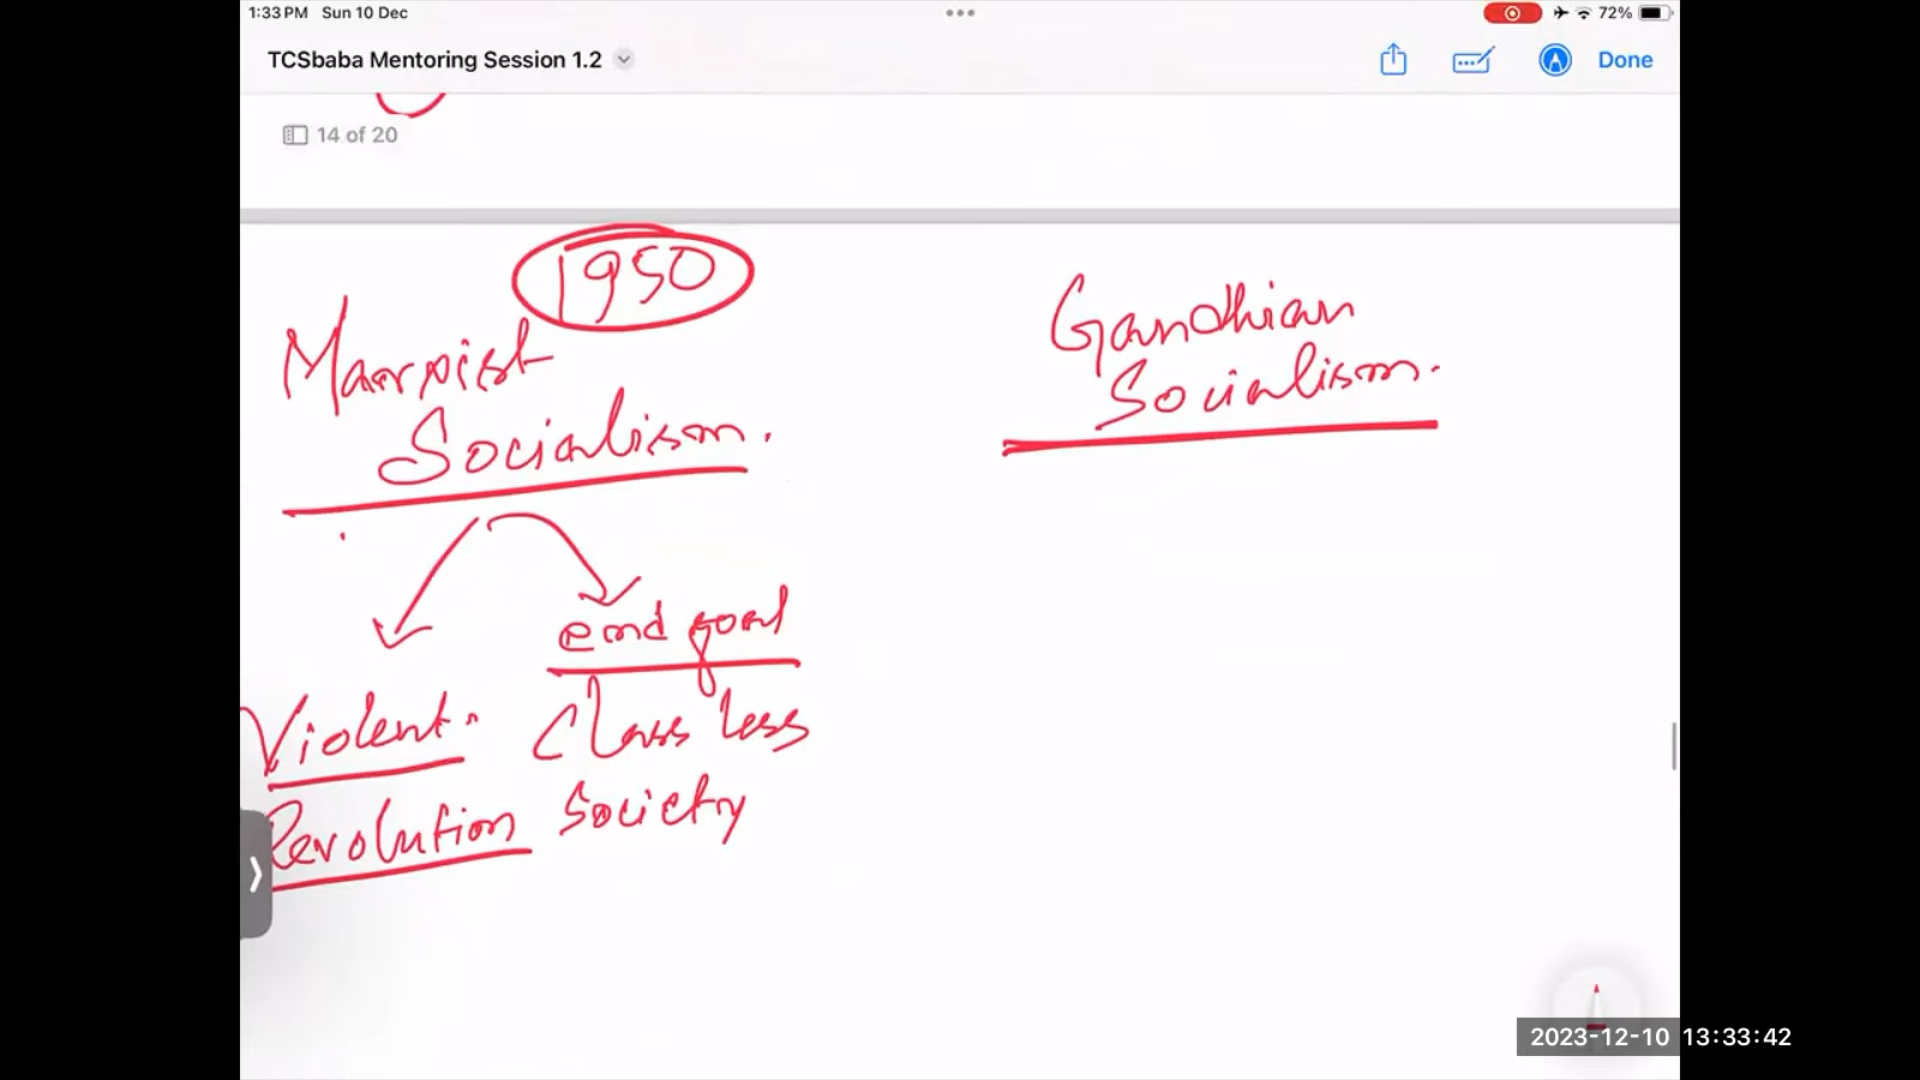 1:33 PM Sun 10 Dec
72%
TCSbaba Mentoring Session 1.2
Done
14 of 20
1950
Marxist
Socialism.
Gandhian
Socialism.
end goal
Violent.
Revolution
Class less
Society
2023-12-10 13:33:42